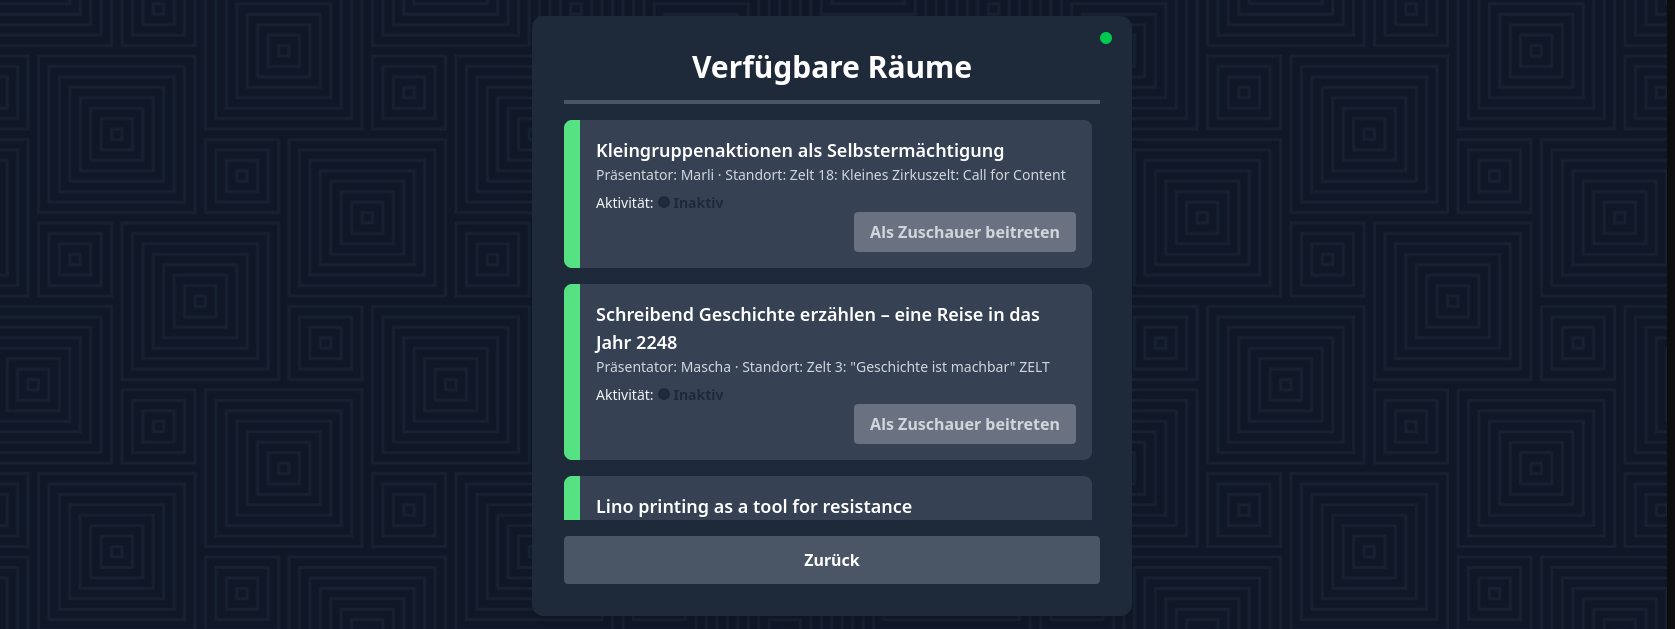 Verfügbare Räume
Kleingruppenaktionen als Selbstermächtigung
Präsentator: Marli · Standort: Zelt 18: Kleines Zirkuszelt: Call for Content
Aktivität: Inaktiv
Als Zuschauer beitreten
Schreibend Geschichte erzählen – eine Reise in das
Jahr 2248
Präsentator: Mascha · Standort: Zelt 3: "Geschichte ist machbar" ZELT
Aktivität: Inaktiv
Als Zuschauer beitreten
Lino printing as a tool for resistance
Zurück